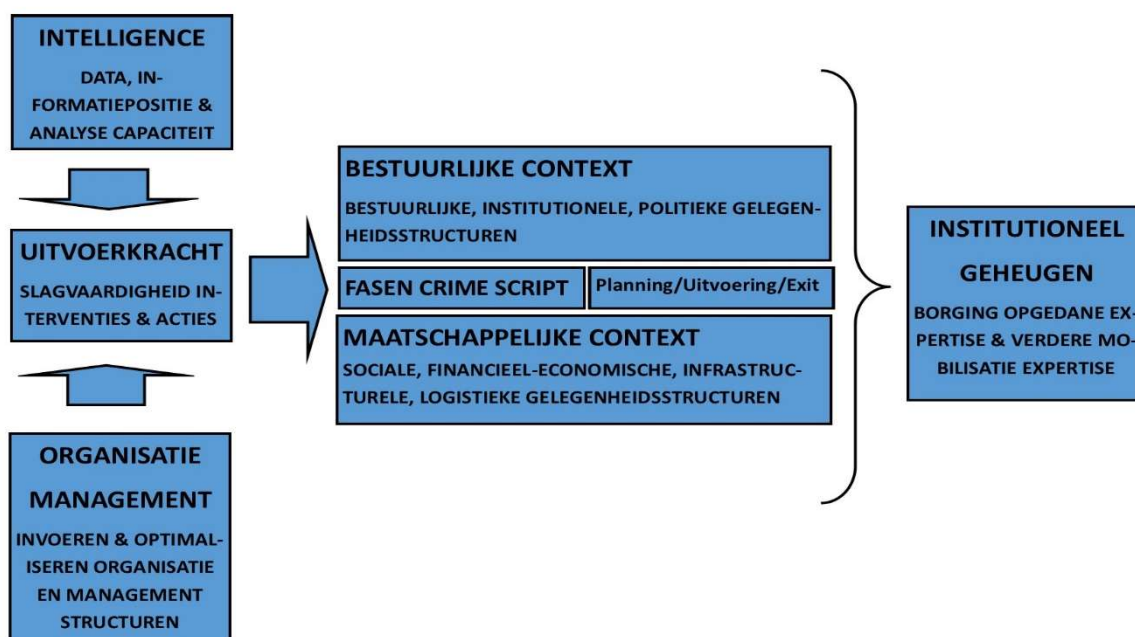 INTELLIGENCE
DATA, IN-
FORMATIEPOSITIE &
ANALYSE CAPACITEIT
UITVOERKRACHT
SLAGVAARDIGHEID IN-
TERVENTIES & ACTIES
ORGANISATIE
MANAGEMENT
INVOEREN & OPTIMAL-
ISEREN ORGANISATIE
EN MANAGEMENT
STRUCTUREN
BESTUURLIJKE CONTEXT
BESTUURLIJKE, INSTITUTIONELE, POLITIEKE GELEGEN-
HEIDSSTRUCTUREN
FASEN CRIME SCRIPT
Planning/Uitvoering/Exit
MAATSCHAPPELIJKE CONTEXT
SOCIALE, FINANCIEEL-ECONOMISCHE, INFRASTRUC-
TURELE, LOGISTIEKE GELEGENHEIDSSTRUCTUREN
INSTITUTIONEEL
GEHEUGEN
BORGING OPGEDANE EX-
PERTISE & VERDERE MO-
BILISATIE EXPERTISE